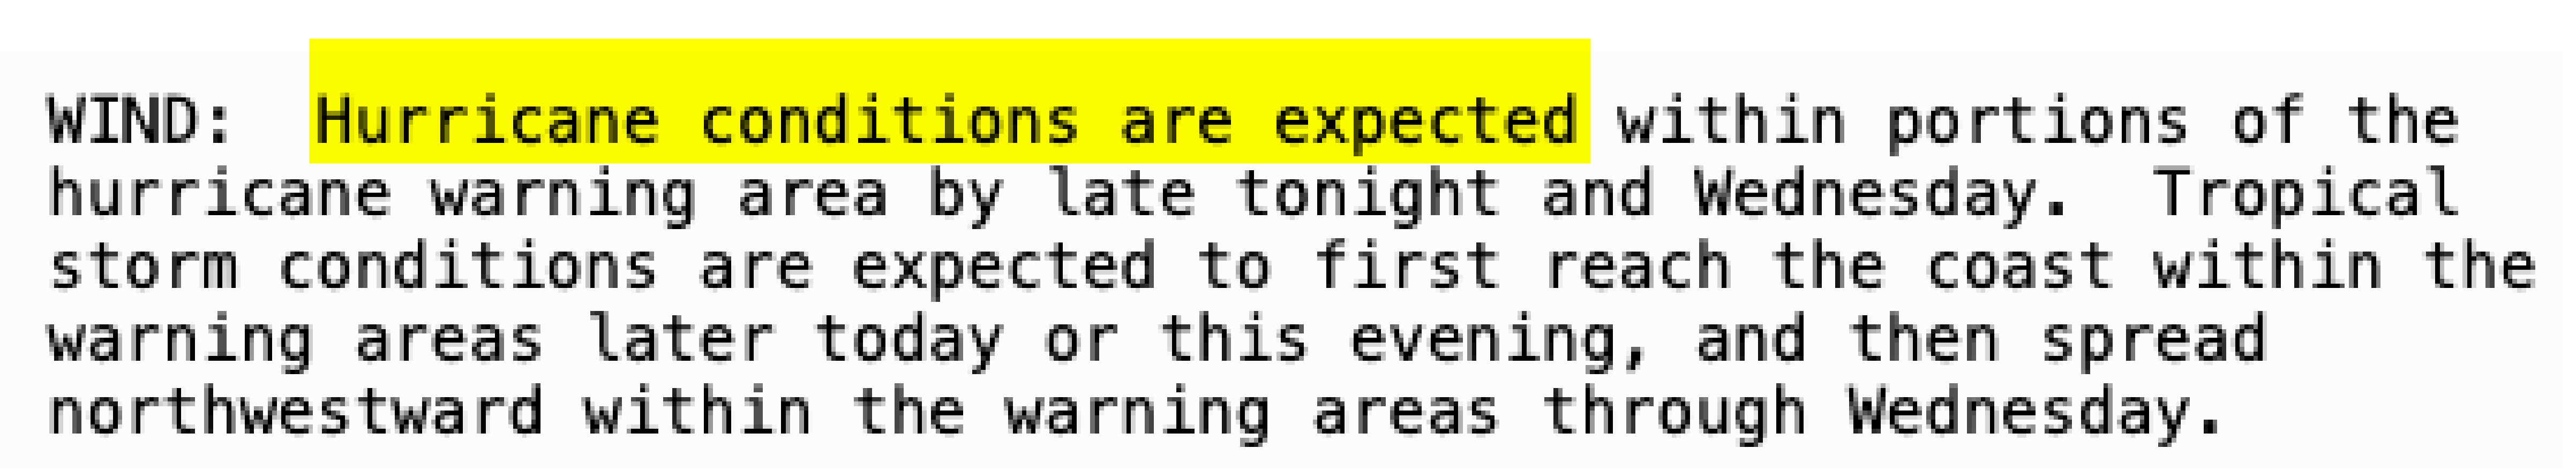 WIND:  Hurricane conditions are expected within portions of the
hurricane warning area by late tonight and Wednesday.  Tropical
storm conditions are expected to first reach the coast within the
warning areas later today or this evening, and then spread
northwestward within the warning areas through Wednesday.